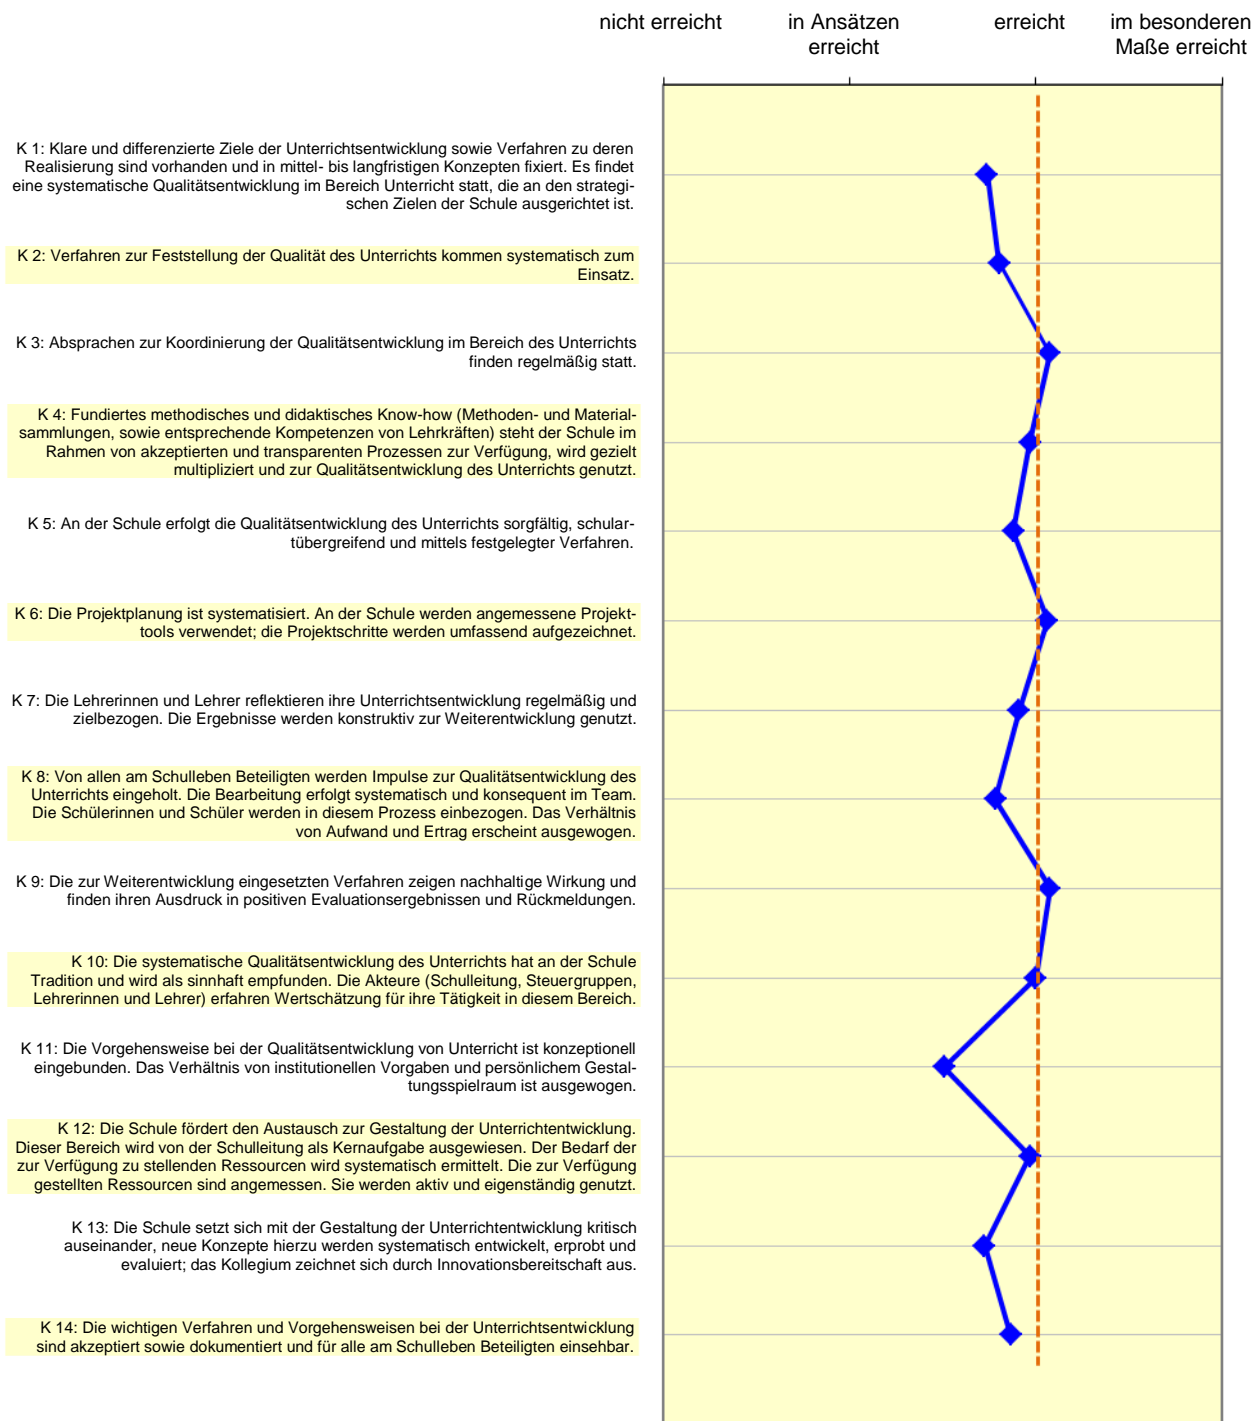 nicht erreicht
in Ansätzen
erreicht
erreicht
im besonderen
Maße erreicht
K 1: Klare und differenzierte Ziele der Unterrichtsentwicklung sowie Verfahren zu deren
Realisierung sind vorhanden und in mittel- bis langfristigen Konzepten fixiert. Es findet
eine systematische Qualitätsentwicklung im Bereich Unterricht statt, die an den strategi-
schen Zielen der Schule ausgerichtet ist.
K 2: Verfahren zur Feststellung der Qualität des Unterrichts kommen systematisch zum
Einsatz.
K 3: Absprachen zur Koordinierung der Qualitätsentwicklung im Bereich des Unterrichts
finden regelmäßig statt.
K 4: Fundiertes methodisches und didaktisches Know-how (Methoden- und Material-
sammlungen, sowie entsprechende Kompetenzen von Lehrkräften) steht der Schule im
Rahmen von akzeptierten und transparenten Prozessen zur Verfügung, wird gezielt
multipliziert und zur Qualitätsentwicklung des Unterrichts genutzt.
K 5: An der Schule erfolgt die Qualitätsentwicklung des Unterrichts sorgfältig, schular-
tübergreifend und mittels festgelegter Verfahren.
K 6: Die Projektplanung ist systematisiert. An der Schule werden angemessene Projekt-
tools verwendet; die Projektschritte werden umfassend aufgezeichnet.
K 7: Die Lehrerinnen und Lehrer reflektieren ihre Unterrichtsentwicklung regelmäßig und
zielbezogen. Die Ergebnisse werden konstruktiv zur Weiterentwicklung genutzt.
K 8: Von allen am Schulleben Beteiligten werden Impulse zur Qualitätsentwicklung des
Unterrichts eingeholt. Die Bearbeitung erfolgt systematisch und konsequent im Team.
Die Schülerinnen und Schüler werden in diesem Prozess einbezogen. Das Verhältnis
von Aufwand und Ertrag erscheint ausgewogen.
K 9: Die zur Weiterentwicklung eingesetzten Verfahren zeigen nachhaltige Wirkung und
finden ihren Ausdruck in positiven Evaluationsergebnissen und Rückmeldungen.
K 10: Die systematische Qualitätsentwicklung des Unterrichts hat an der Schule
Tradition und wird als sinnhaft empfunden. Die Akteure (Schulleitung, Steuergruppen,
Lehrerinnen und Lehrer) erfahren Wertschätzung für ihre Tätigkeit in diesem Bereich.
K 11: Die Vorgehensweise bei der Qualitätsentwicklung von Unterricht ist konzeptionell
eingebunden. Das Verhältnis von institutionellen Vorgaben und persönlichem Gestal-
tungsspielraum ist ausgewogen.
K 12: Die Schule fördert den Austausch zur Gestaltung der Unterrichtentwicklung.
Dieser Bereich wird von der Schulleitung als Kernaufgabe ausgewiesen. Der Bedarf der
zur Verfügung zu stellenden Ressourcen wird systematisch ermittelt. Die zur Verfügung
gestellten Ressourcen sind angemessen. Sie werden aktiv und eigenständig genutzt.
K 13: Die Schule setzt sich mit der Gestaltung der Unterrichtentwicklung kritisch
auseinander, neue Konzepte hierzu werden systematisch entwickelt, erprobt und
evaluiert; das Kollegium zeichnet sich durch Innovationsbereitschaft aus.
K 14: Die wichtigen Verfahren und Vorgehensweisen bei der Unterrichtsentwicklung
sind akzeptiert sowie dokumentiert und für alle am Schulleben Beteiligten einsehbar.